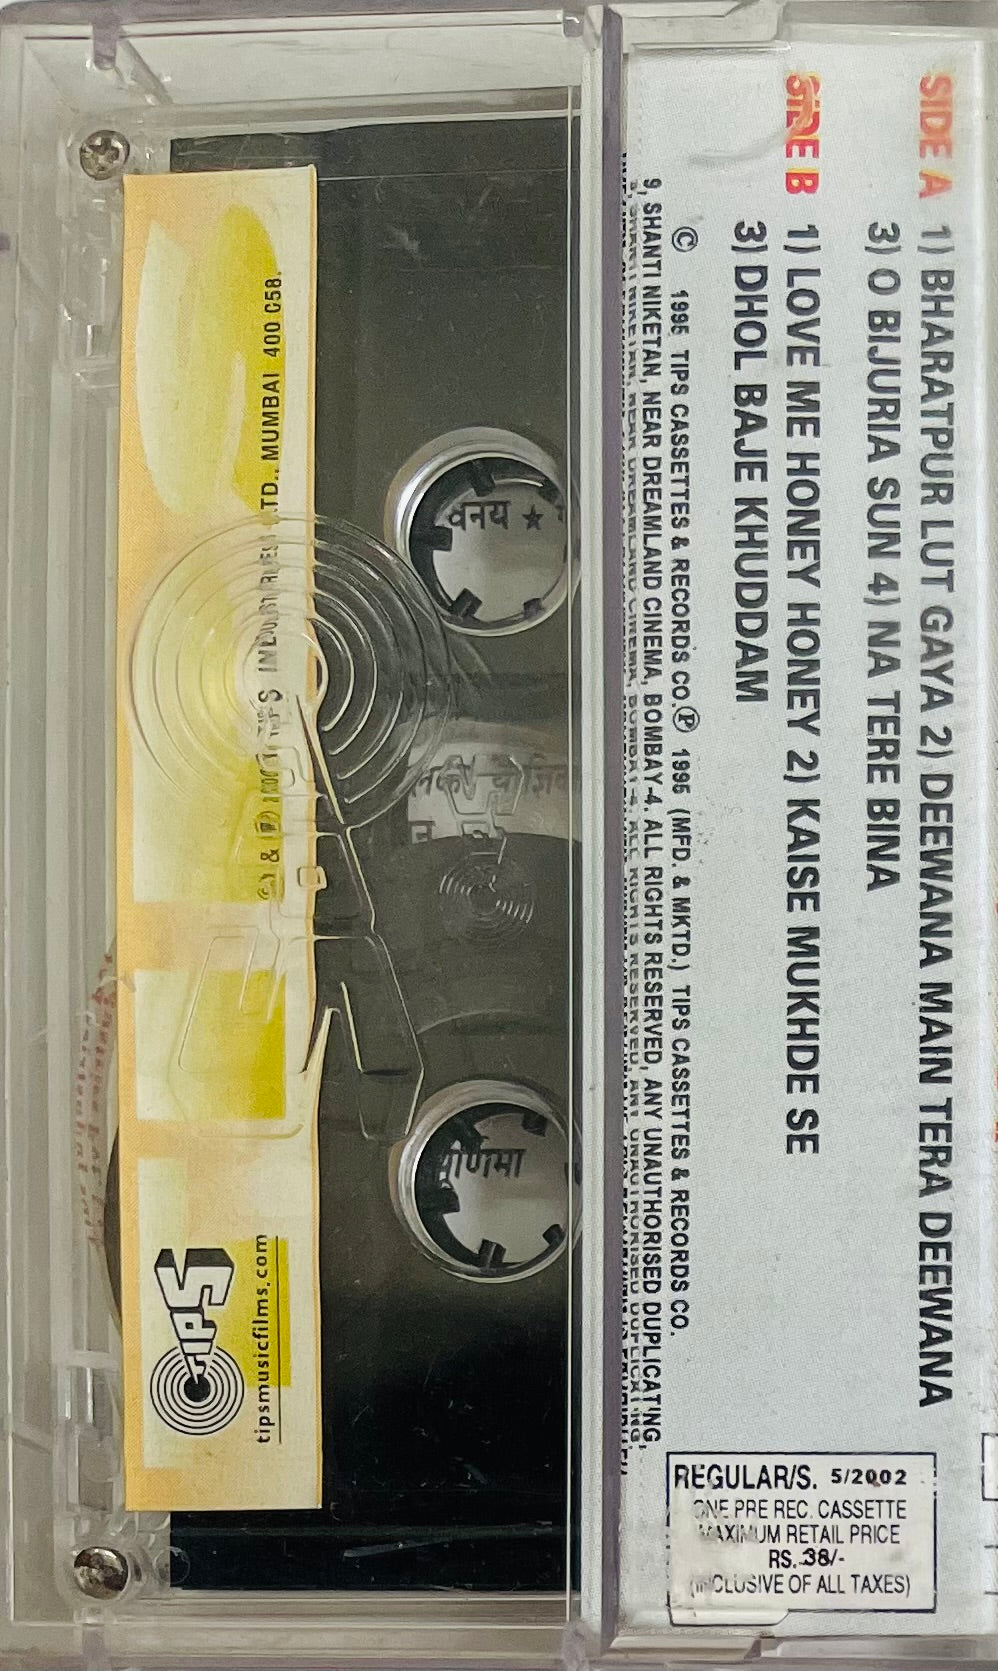 SIDE A 1) BHARATPUR LUT GAYA 2) DEEWANA MAIN TERA DEEWANA
3) O BIJURIA SUN 4) NA TERE BINA
SIDE B 1) LOVE ME HONEY HONEY 2) KAISE MUKHDE SE
3) DHOL BAJE KHUDDAM
© 1995 TIPS CASSETTES & RECORDS CO. ℗ 1995 (MFD. & MKTD.) TIPS CASSETTES & RECORDS CO.
9, SHANTI NIKETAN, NEAR DREAMLAND CINEMA, BOMBAY-4. ALL RIGHTS RESERVED, ANY UNAUTHORISED DUPLICATING,
REGULAR/S. 5/2002
ONE PRE REC. CASSETTE
MAXIMUM RETAIL PRICE
RS. 38/-
(INCLUSIVE OF ALL TAXES)
TIPS INDUSTRIES LTD., MUMBAI 400 058.
Tips
tipsmusicfilms.com